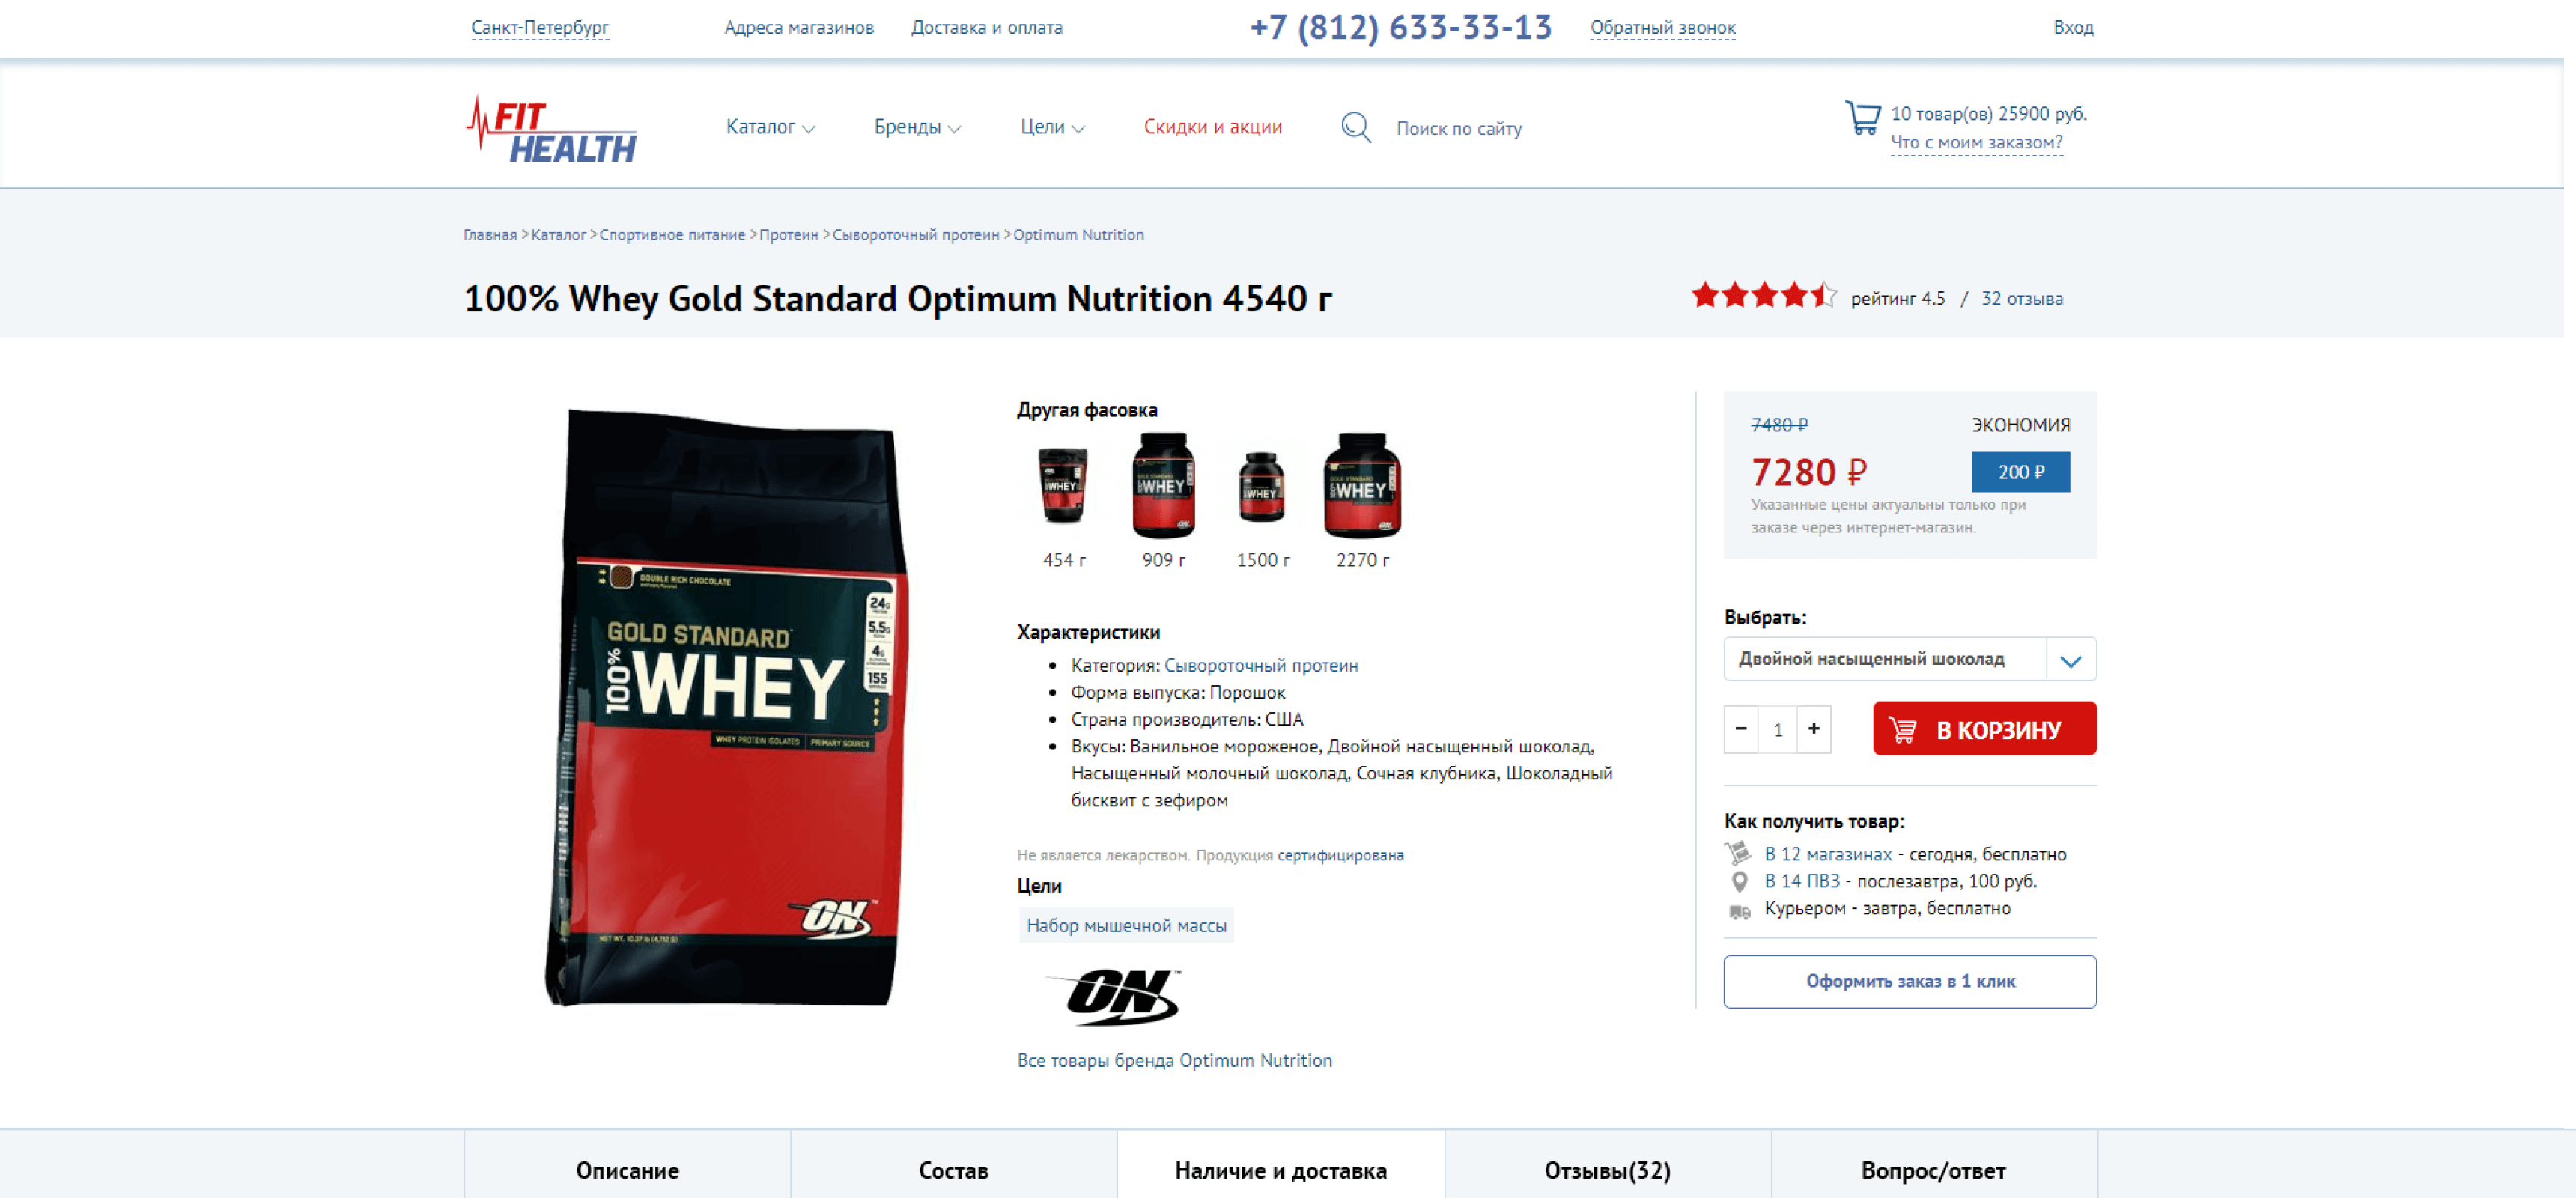 Санкт-Петербург
Адреса магазинов
Доставка и оплата
+7 (812) 633-33-13
Обратный звонок
Вход
FIT
HEALTH
Каталог
Бренды
Цели
Скидки и акции
Поиск по сайту
10 товар(ов) 25900 руб.
Что с моим заказом?
Главная >Каталог >Спортивное питание >Протеин >Сывороточный протеин >Optimum Nutrition
100% Whey Gold Standard Optimum Nutrition 4540 г
рейтинг 4.5 / 32 отзыва
DOUBLE RICH CHOCOLATE
24G
5.5G
4G
155
GOLD STANDARD
100% WHEY
WHEY PROTEIN ISOLATES | PRIMARY SOURCE
ON
Другая фасовка
WHEY
WHEY
WHEY
WHEY
454 г
909 г
1500 г
2270 г
Характеристики
Категория: Сывороточный протеин
Форма выпуска: Порошок
Страна производитель: США
Вкусы: Ванильное мороженое, Двойной насыщенный шоколад,
Насыщенный молочный шоколад, Сочная клубника, Шоколадный
бисквит с зефиром
Не является лекарством. Продукция сертифицирована
Цели
Набор мышечной массы
ON™
Все товары бренда Optimum Nutrition
7480 ₽
ЭКОНОМИЯ
7280 ₽
200 ₽
Указанные цены актуальны только при
заказе через интернет-магазин.
Выбрать:
Двойной насыщенный шоколад
− 1 +
В КОРЗИНУ
Как получить товар:
В 12 магазинах - сегодня, бесплатно
В 14 ПВЗ - послезавтра, 100 руб.
Курьером - завтра, бесплатно
Оформить заказ в 1 клик
Описание
Состав
Наличие и доставка
Отзывы(32)
Вопрос/ответ